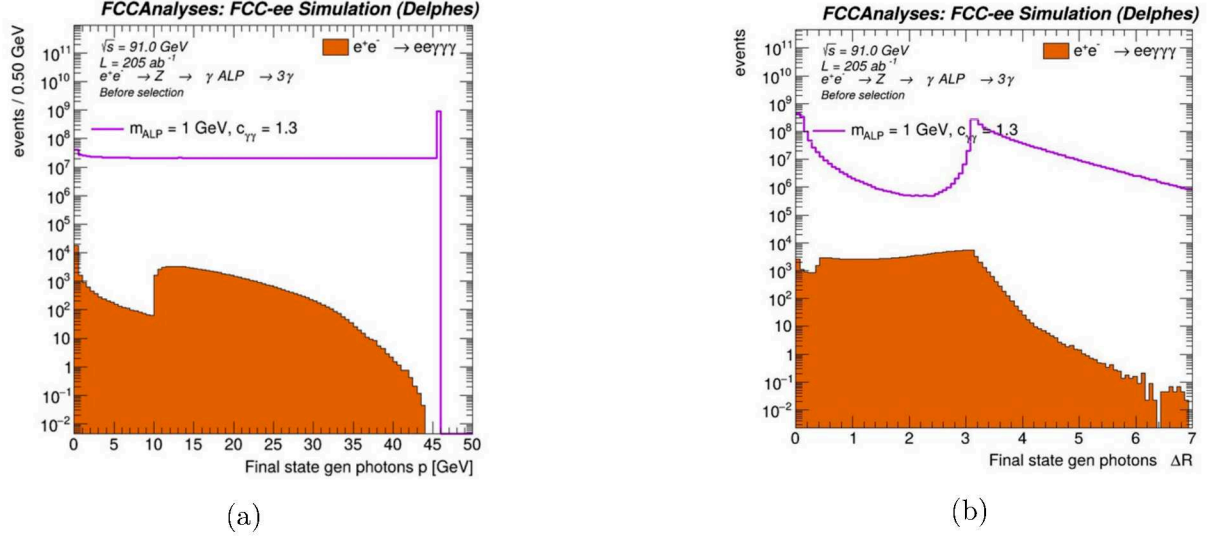 FCCAnalyses: FCC-ee Simulation (Delphes)
events / 0.50 GeV
√s = 91.0 GeV
L = 205 ab⁻¹
e⁺e⁻ → Z → γ ALP → 3γ
Before selection
e⁺e⁻ → eeγγγ
m_ALP = 1 GeV, c_γγ = 1.3
10¹¹
10¹⁰
10⁹
10⁸
10⁷
10⁶
10⁵
10⁴
10³
10²
10
1
10⁻¹
10⁻²
0 5 10 15 20 25 30 35 40 45 50
Final state gen photons p [GeV]
(a)
FCCAnalyses: FCC-ee Simulation (Delphes)
events
√s = 91.0 GeV
L = 205 ab⁻¹
e⁺e⁻ → Z → γ ALP → 3γ
Before selection
e⁺e⁻ → eeγγγ
m_ALP = 1 GeV, c_γγ = 1.3
10¹¹
10¹⁰
10⁹
10⁸
10⁷
10⁶
10⁵
10⁴
10³
10²
10
1
10⁻¹
10⁻²
0 1 2 3 4 5 6 7
Final state gen photons ΔR
(b)